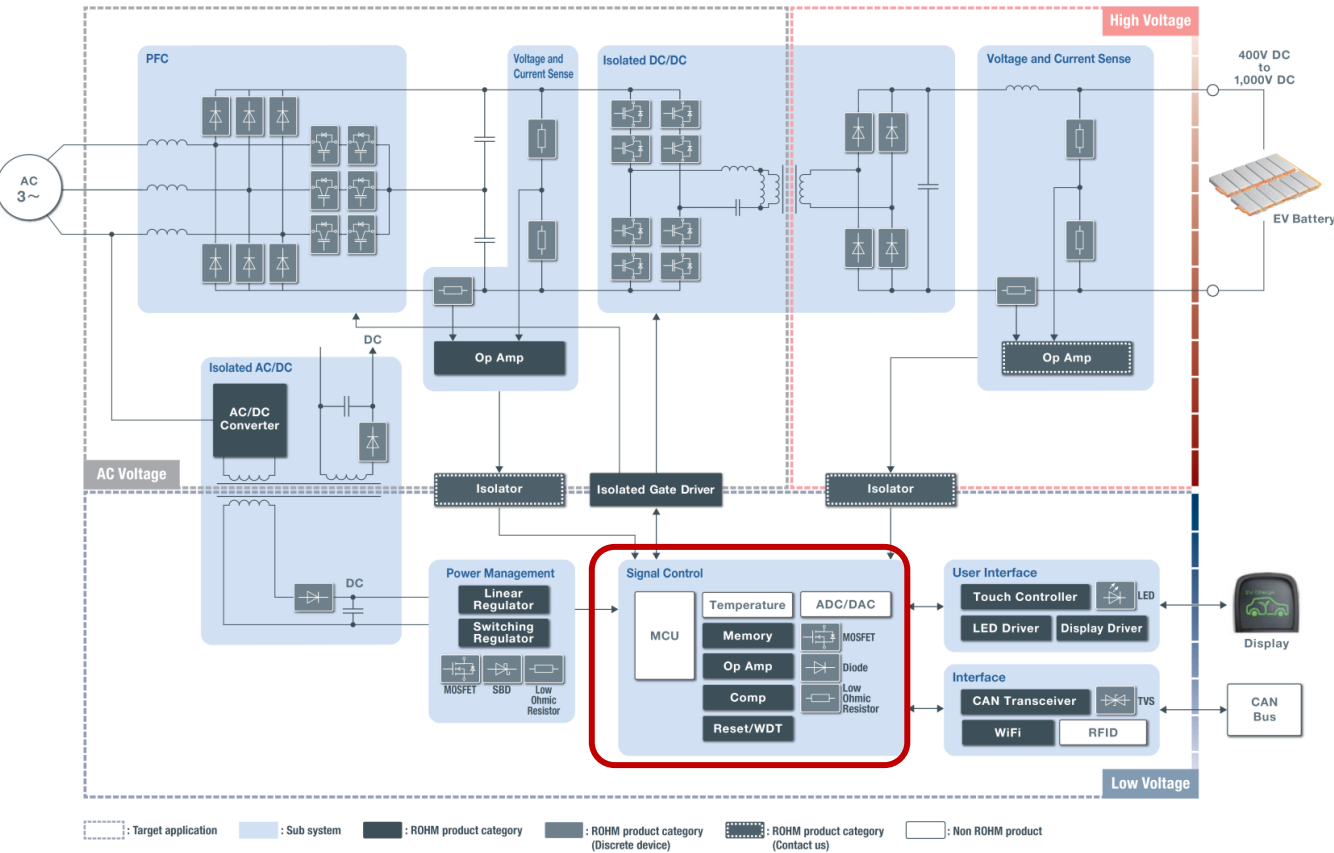 High Voltage
PFC
Voltage and
Current Sense
Isolated DC/DC
Voltage and Current Sense
400V DC
to
1,000V DC
AC
3～
EV Battery
Op Amp
Op Amp
DC
Isolated AC/DC
AC/DC
Converter
AC Voltage
Isolator
Isolated Gate Driver
Isolator
DC
Power Management
Linear
Regulator
Switching
Regulator
MOSFET
SBD
Low
Ohmic
Resistor
Signal Control
MCU
Temperature
ADC/DAC
Memory
MOSFET
Op Amp
Diode
Comp
Low
Ohmic
Resistor
Reset/WDT
User Interface
Touch Controller
LED
LED Driver
Display Driver
Display
Interface
CAN Transceiver
TVS
WiFi
RFID
CAN
Bus
Low Voltage
: Target application
: Sub system
: ROHM product category
: ROHM product category
(Discrete device)
: ROHM product category
(Contact us)
: Non ROHM product